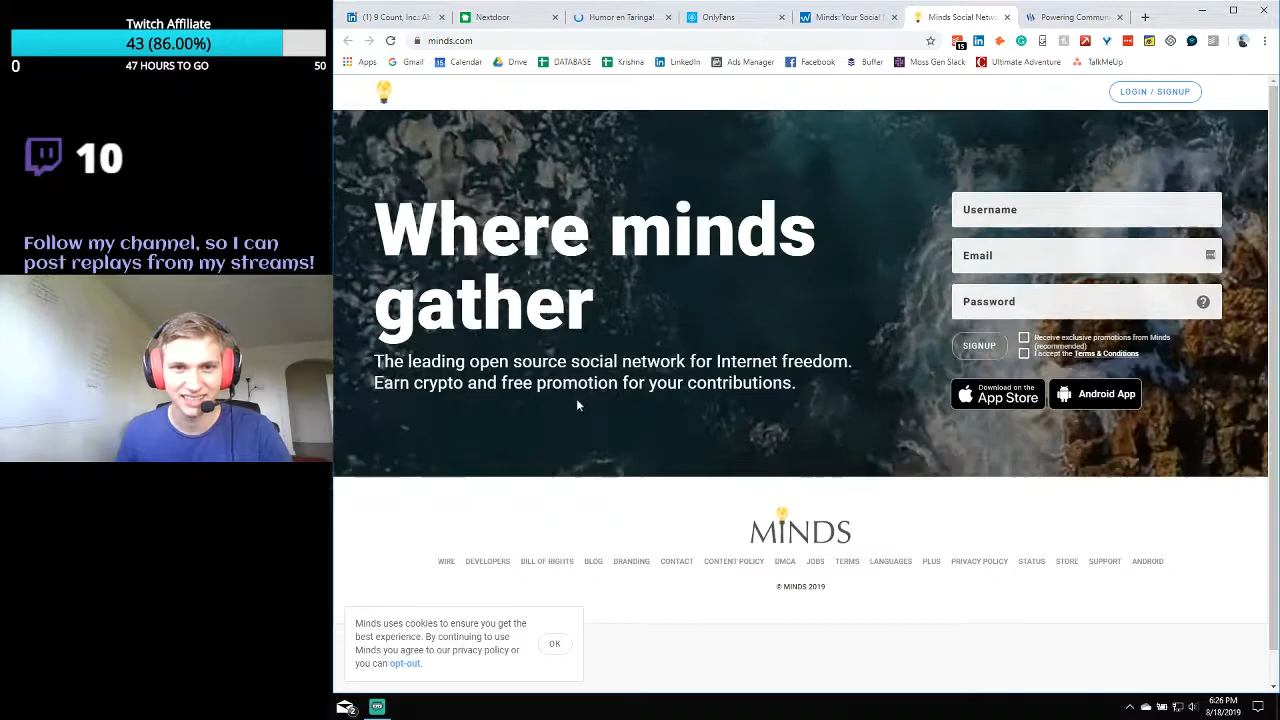 Twitch Affiliate
43 (86.00%)
0
47 HOURS TO GO
50
10
Follow my channel, so I can
post replays from my streams!
(1) 9 Count, Inc.
Nextdoor
Humor en Taringa!
OnlyFans
Minds: Your Social
Minds Social Netw
Powering Commun
minds.com
15
Apps
Gmail
Calendar
Drive
DATABASE
Krishna
LinkedIn
Ads Manager
Facebook
Buffer
Moss Gen Slack
Ultimate Adventure
TalkMeUp
LOGIN / SIGNUP
Where minds
gather
The leading open source social network for Internet freedom.
Earn crypto and free promotion for your contributions.
Username
Email
Password
SIGNUP
Receive exclusive promotions from Minds
(recommended)
I accept the Terms & Conditions
Download on the
App Store
Android App
MINDS
WIRE DEVELOPERS BILL OF RIGHTS BLOG BRANDING CONTACT CONTENT POLICY DMCA JOBS TERMS LANGUAGES PLUS PRIVACY POLICY STATUS STORE SUPPORT ANDROID
© MINDS 2019
Minds uses cookies to ensure you get the
best experience. By continuing to use
Minds you agree to our privacy policy or
you can opt-out.
OK
2
6:26 PM
8/18/2019